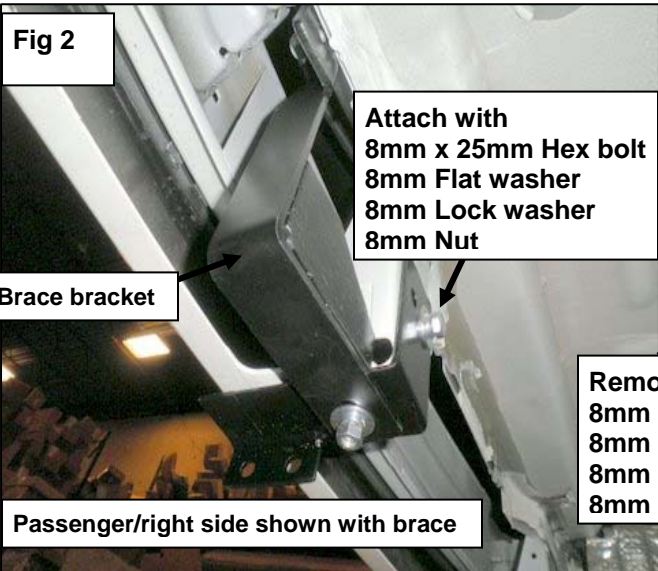 Fig 2
Attach with
8mm x 25mm Hex bolt
8mm Flat washer
8mm Lock washer
8mm Nut
Brace bracket
Remo
8mm
8mm
8mm
8mm
Passenger/right side shown with brace